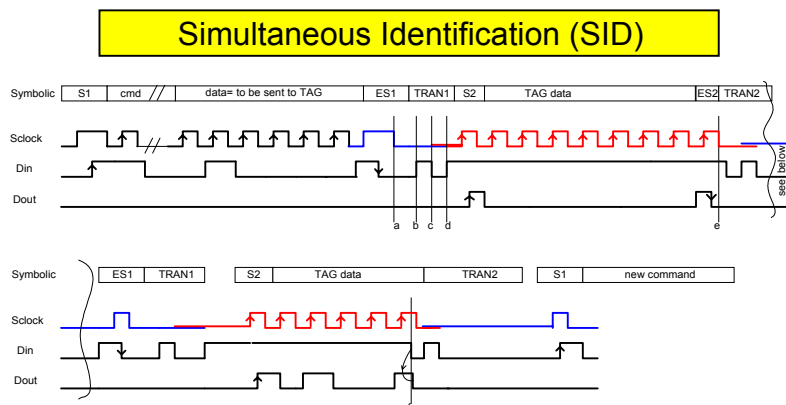 Simultaneous Identification (SID)
Symbolic S1 cmd data= to be sent to TAG ES1 TRAN1 S2 TAG data ES2 TRAN2
Sclock
Din
Dout
see below
a b c d e
Symbolic ES1 TRAN1 S2 TAG data TRAN2 S1 new command
Sclock
Din
Dout